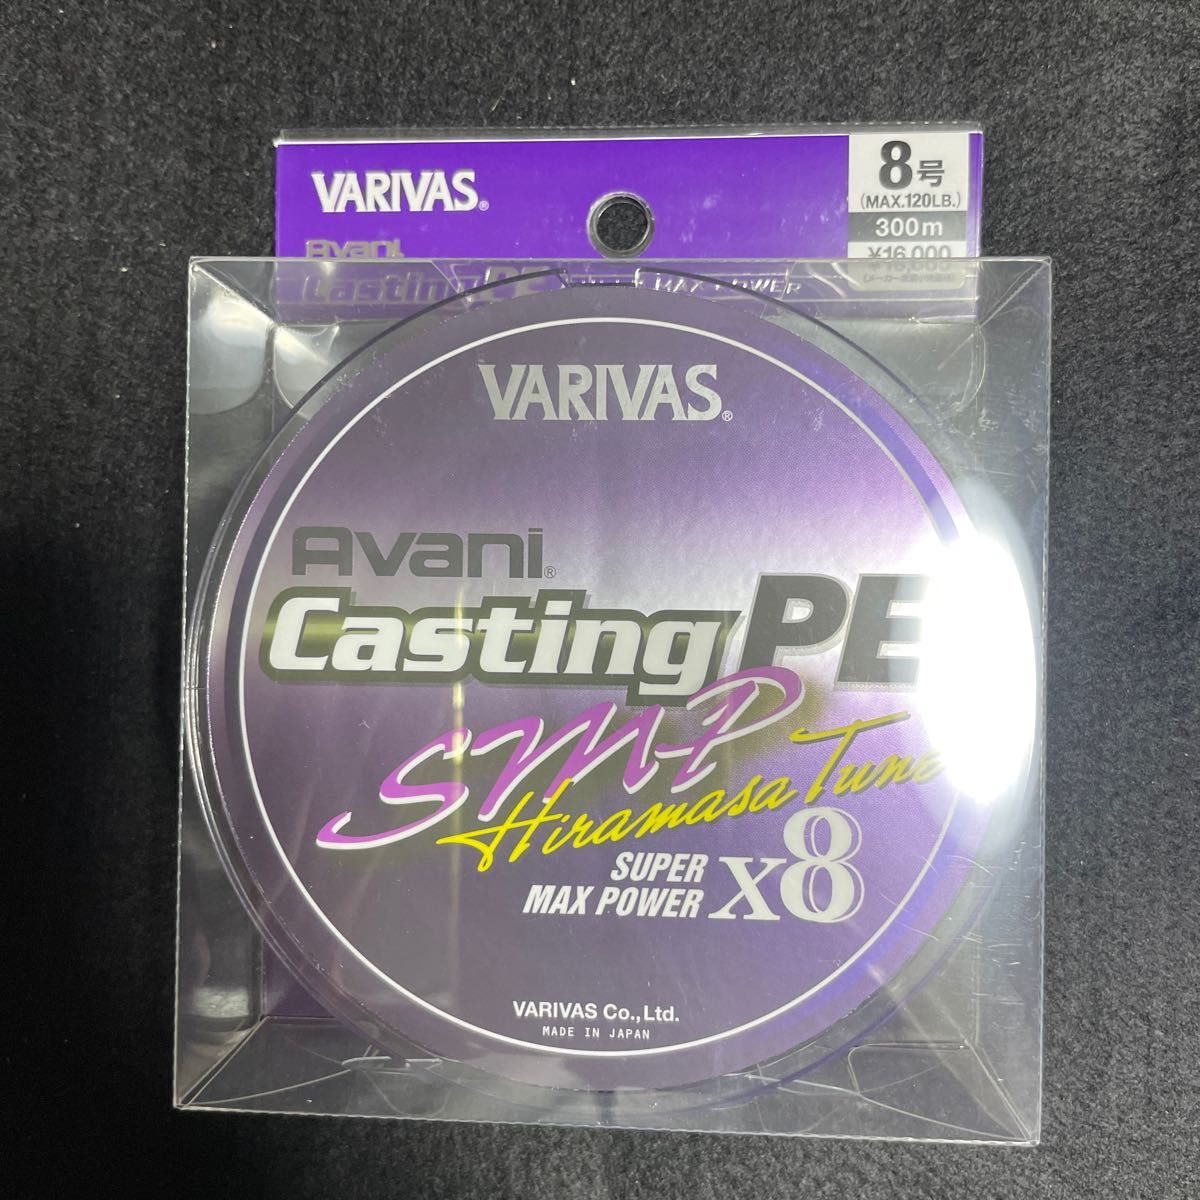 VARIVAS®
8号
(MAX.120LB.)
300m
¥16,000
Avani
Casting PE MAX POWER
VARIVAS®
Avani®
Casting PE
SMP
Hiramasa Tune
SUPER
MAX POWER X8
VARIVAS Co.,Ltd.
MADE IN JAPAN